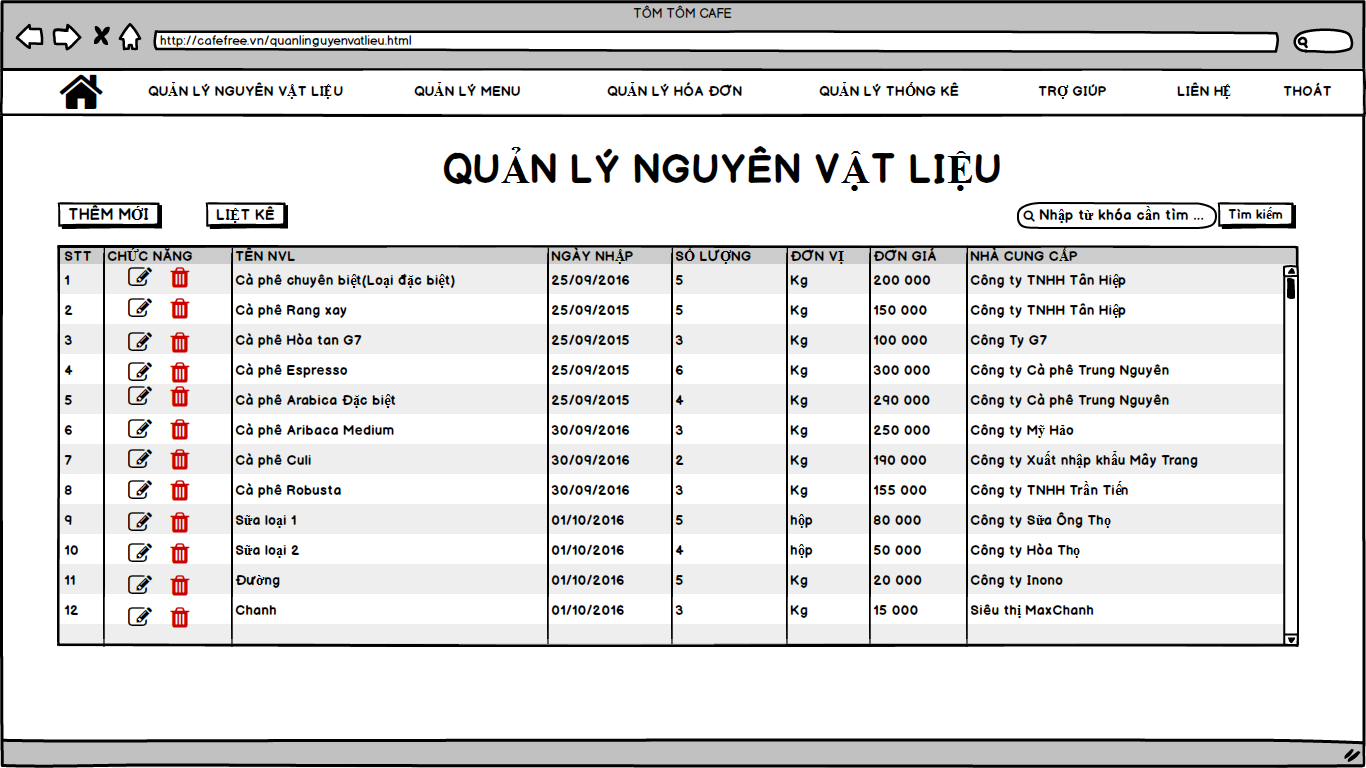 TÔM TÔM CAFE
http://cafefree.vn/quanlinguyenvatlieu.html
QUẢN LÝ NGUYÊN VẬT LIỆU QUẢN LÝ MENU QUẢN LÝ HÓA ĐƠN QUẢN LÝ THỐNG KÊ TRỢ GIÚP LIÊN HỆ THOÁT
QUẢN LÝ NGUYÊN VẬT LIỆU
THÊM MỚI LIỆT KÊ Nhập từ khóa cần tìm ... Tìm kiếm
STT CHỨC NĂNG TÊN NVL NGÀY NHẬP SỐ LƯỢNG ĐƠN VỊ ĐƠN GIÁ NHÀ CUNG CẤP
1 Cà phê chuyên biệt(Loại đặc biệt) 25/09/2016 5 Kg 200 000 Công ty TNHH Tân Hiệp
2 Cà phê Rang xay 25/09/2015 5 Kg 150 000 Công ty TNHH Tân Hiệp
3 Cà phê Hòa tan G7 25/09/2015 3 Kg 100 000 Công Ty G7
4 Cà phê Espresso 25/09/2015 6 Kg 300 000 Công ty Cà phê Trung Nguyên
5 Cà phê Arabica Đặc biệt 25/09/2015 4 Kg 290 000 Công ty Cà phê Trung Nguyên
6 Cà phê Aribaca Medium 30/09/2016 3 Kg 250 000 Công ty Mỹ Hảo
7 Cà phê Culi 30/09/2016 2 Kg 190 000 Công ty Xuất nhập khẩu Mây Trang
8 Cà phê Robusta 30/09/2016 3 Kg 155 000 Công ty TNHH Trần Tiến
9 Sữa loại 1 01/10/2016 5 hộp 80 000 Công ty Sữa Ông Thọ
10 Sữa loại 2 01/10/2016 4 hộp 50 000 Công ty Hòa Thọ
11 Đường 01/10/2016 5 Kg 20 000 Công ty Inono
12 Chanh 01/10/2016 3 Kg 15 000 Siêu thị MaxChanh